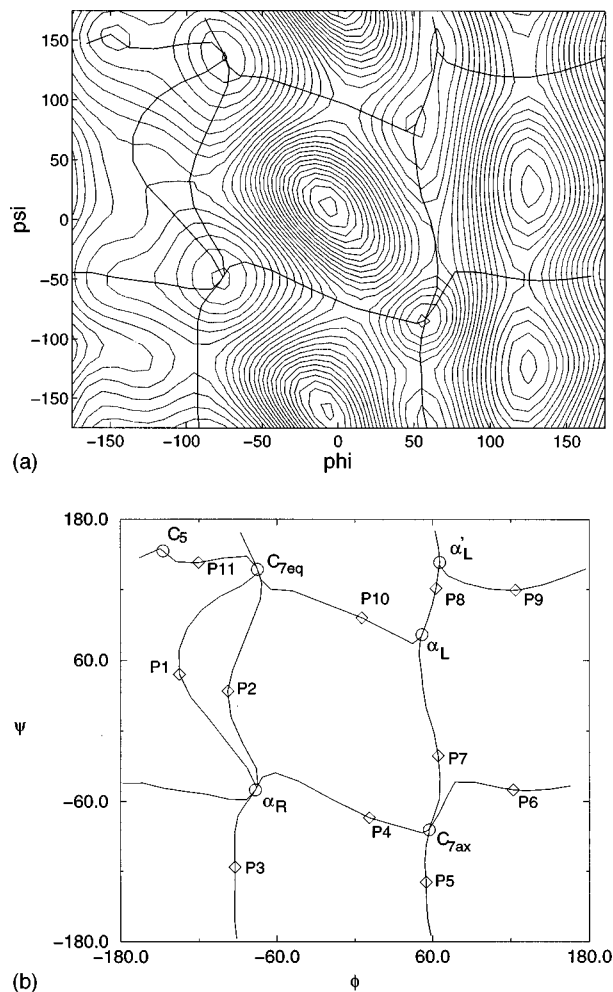 150
100
50
0
−50
−100
−150
psi
−150 −100 −50 0 50 100 150
phi
(a)
180.0
60.0
−60.0
−180.0
ψ
C5
P11
C7eq
α'L
P8
P9
P10
αL
P1
P2
P7
αR
P4
C7ax
P6
P3
P5
−180.0 −60.0 60.0 180.0
ϕ
(b)